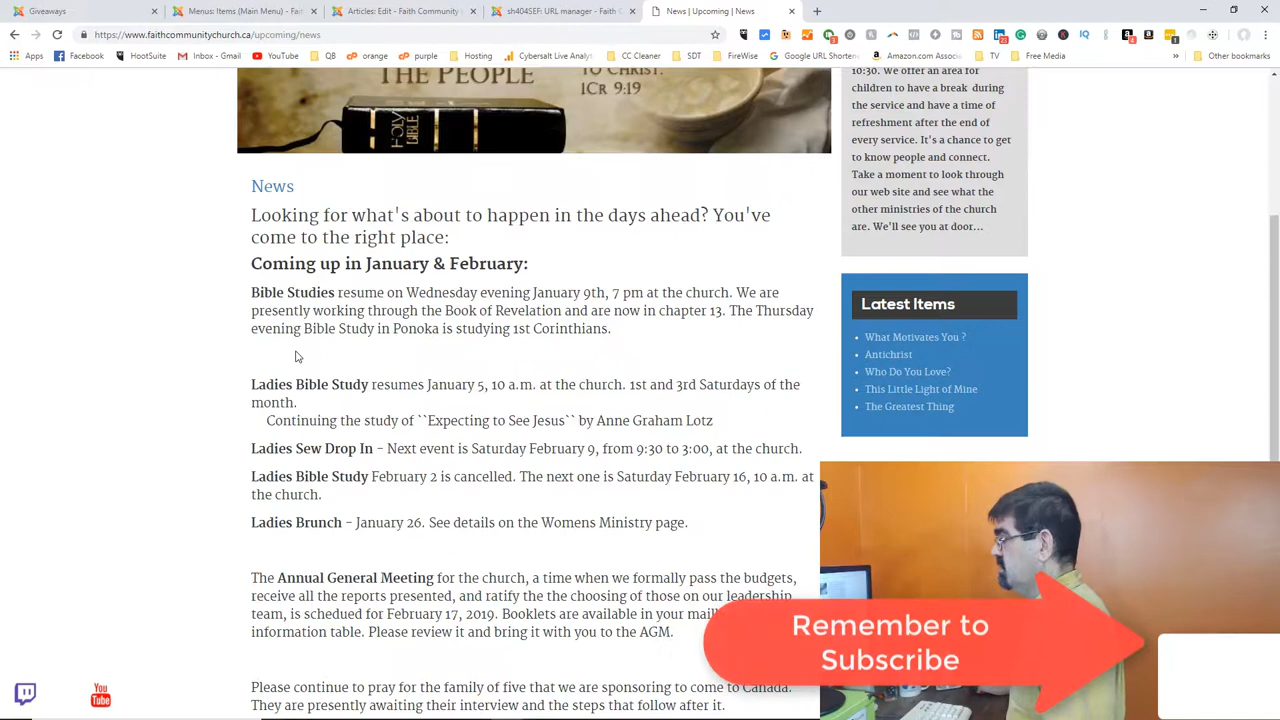 Giveaways
Menus: Items (Main Menu) - Faith C
Articles: Edit - Faith Community
sh404SEF: URL manager - Faith C
News | Upcoming | News
https://www.faithcommunitychurch.ca/upcoming/news
Apps
Facebook
HootSuite
Inbox - Gmail
YouTube
QB
orange
purple
Hosting
Cybersalt Live Analy
CC Cleaner
SDT
FireWise
Google URL Shortene
Amazon.com Associ
TV
Free Media
Other bookmarks
THE PEOPLE
TO CHRIST.
1Cr 9:19
HOLY BIBLE
10:30. We offer an area for
children to have a break during
the service and have a time of
refreshment after the end of
every service. It's a chance to get
to know people and connect.
Take a moment to look through
our web site and see what the
other ministries of the church
are. We'll see you at door...
News
Looking for what's about to happen in the days ahead? You've
come to the right place:
Coming up in January & February:
Bible Studies resume on Wednesday evening January 9th, 7 pm at the church. We are
presently working through the Book of Revelation and are now in chapter 13. The Thursday
evening Bible Study in Ponoka is studying 1st Corinthians.
Ladies Bible Study resumes January 5, 10 a.m. at the church. 1st and 3rd Saturdays of the
month.
Continuing the study of ``Expecting to See Jesus`` by Anne Graham Lotz
Ladies Sew Drop In - Next event is Saturday February 9, from 9:30 to 3:00, at the church.
Ladies Bible Study February 2 is cancelled. The next one is Saturday February 16, 10 a.m. at
the church.
Ladies Brunch - January 26. See details on the Womens Ministry page.
The Annual General Meeting for the church, a time when we formally pass the budgets,
receive all the reports presented, and ratify the the choosing of those on our leadership
team, is schedued for February 17, 2019. Booklets are available in your
information table. Please review it and bring it with you to the AGM.
Please continue to pray for the family of five that we are sponsoring to come to Canada.
They are presently awaiting their interview and the steps that follow after it.
Latest Items
What Motivates You ?
Antichrist
Who Do You Love?
This Little Light of Mine
The Greatest Thing
Remember to
Subscribe
You
Tube